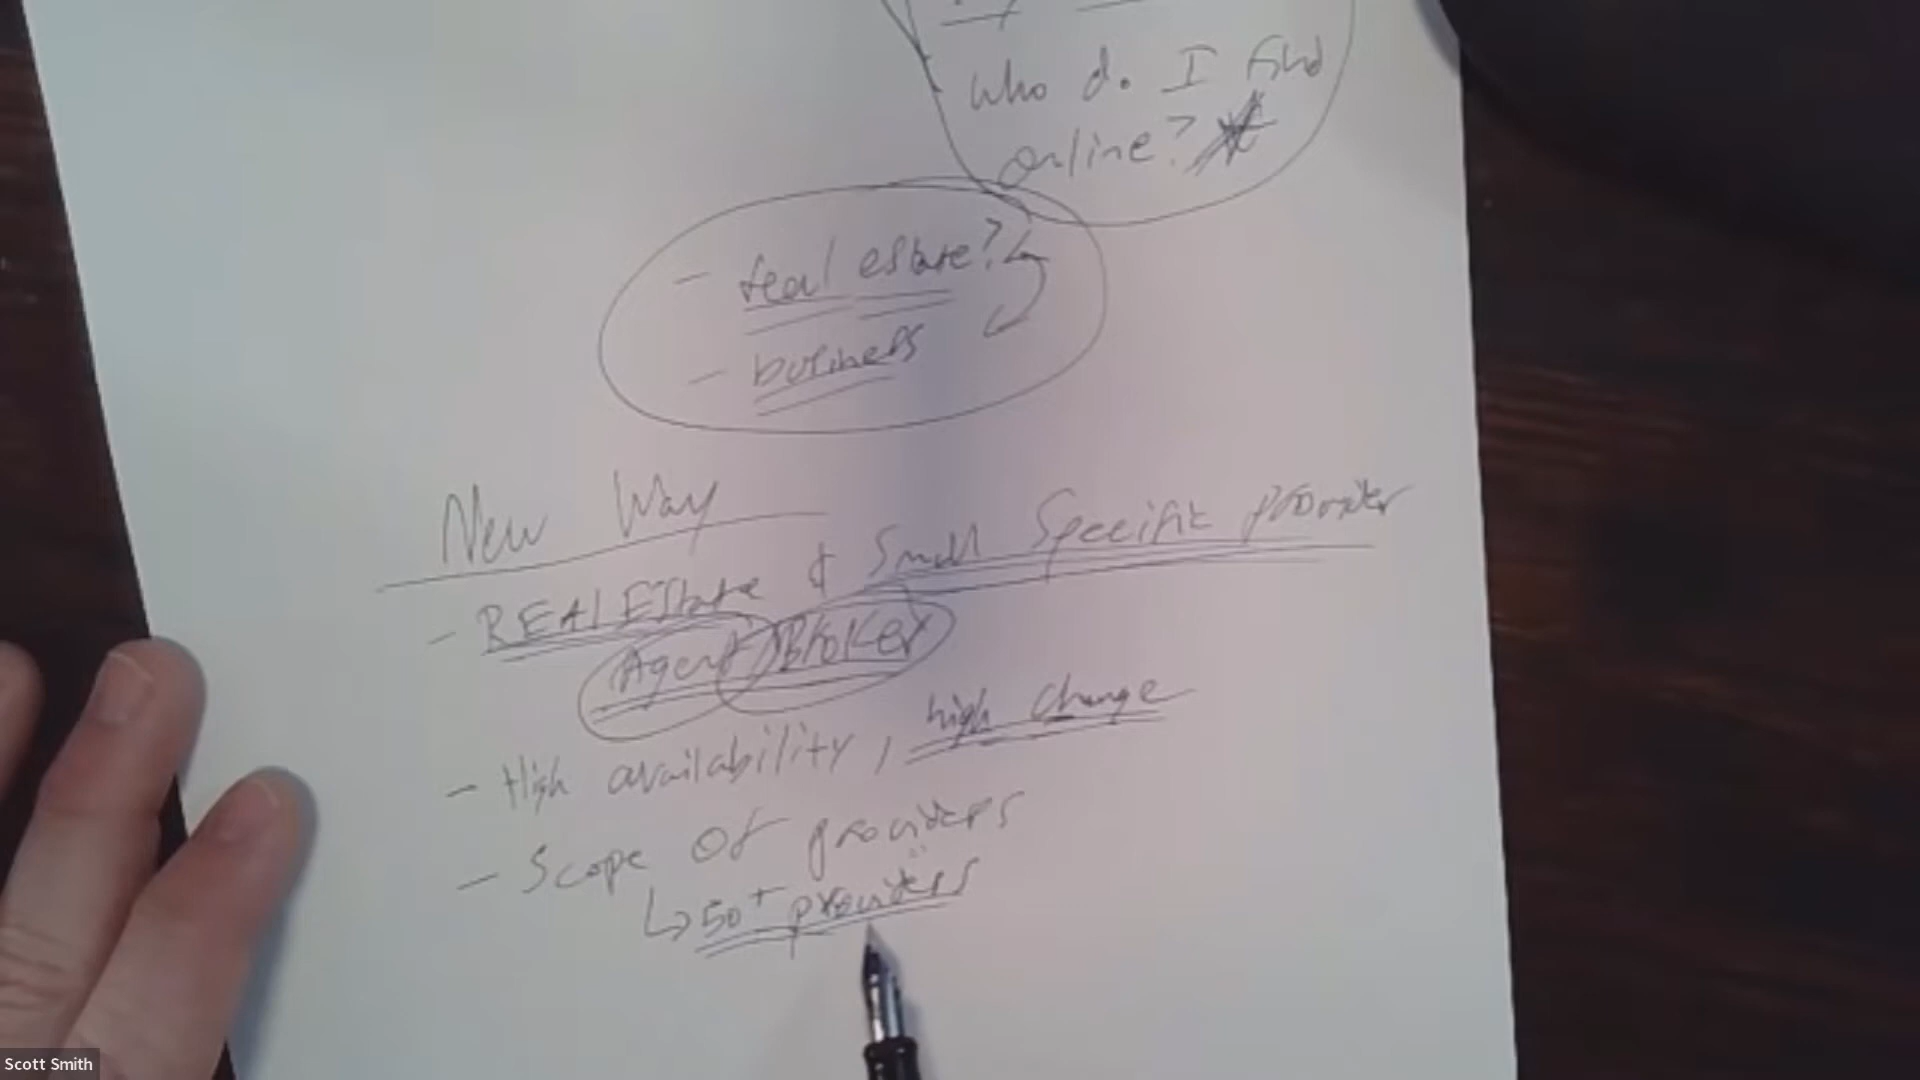 who do I find
online?
- real estate?
- business
New Way
- REAl EState & Small Specific provider
Agent Broker
- High availability, high change
- Scope Of providers
↳ 50+ providers
Scott Smith